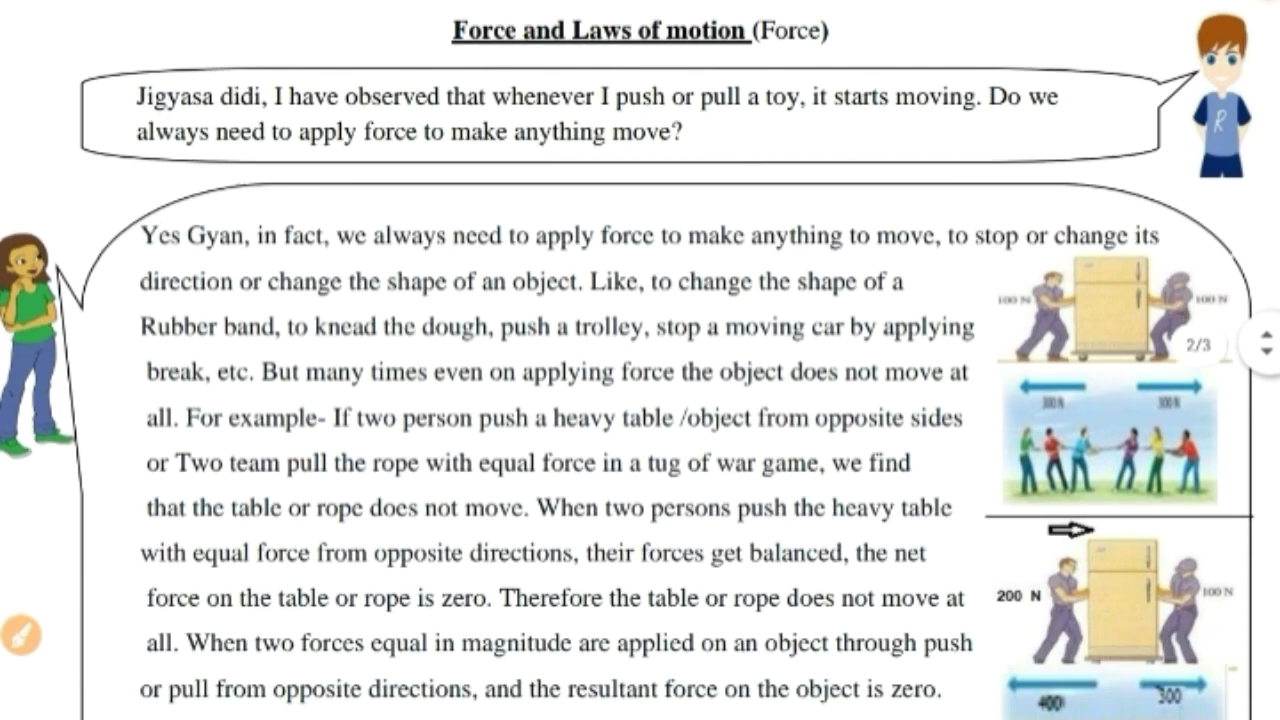 Force and Laws of motion (Force)
Jigyasa didi, I have observed that whenever I push or pull a toy, it starts moving. Do we
always need to apply force to make anything move?
R
Yes Gyan, in fact, we always need to apply force to make anything to move, to stop or change its
direction or change the shape of an object. Like, to change the shape of a
Rubber band, to knead the dough, push a trolley, stop a moving car by applying
break, etc. But many times even on applying force the object does not move at
all. For example- If two person push a heavy table /object from opposite sides
or Two team pull the rope with equal force in a tug of war game, we find
that the table or rope does not move. When two persons push the heavy table
with equal force from opposite directions, their forces get balanced, the net
force on the table or rope is zero. Therefore the table or rope does not move at
all. When two forces equal in magnitude are applied on an object through push
or pull from opposite directions, and the resultant force on the object is zero.
100 N 100 N
2/3
300 N 300 N
200 N 100 N
400 300